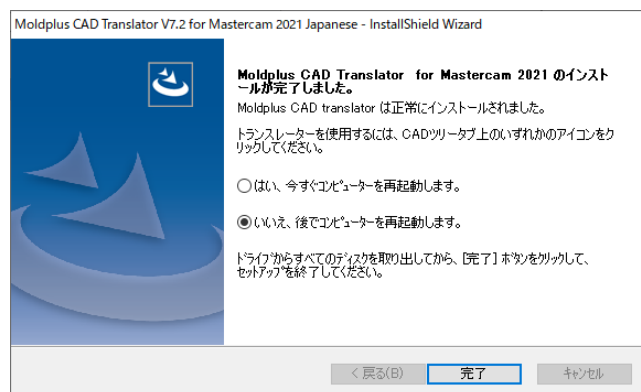 Moldplus CAD Translator V7.2 for Mastercam 2021 Japanese - InstallShield Wizard
Moldplus CAD Translator for Mastercam 2021 のインスト
ールが完了しました。
Moldplus CAD translator は正常にインストールされました。
トランスレーターを使用するには、CADツリータブ上のいずれかのアイコンをク
リックしてください。
はい、今すぐコンピューターを再起動します。
いいえ、後でコンピューターを再起動します。
ドライブからすべてのディスクを取り出してから、[完了] ボタンをクリックして、
セットアップを終了してください。
< 戻る(B)
完了
キャンセル